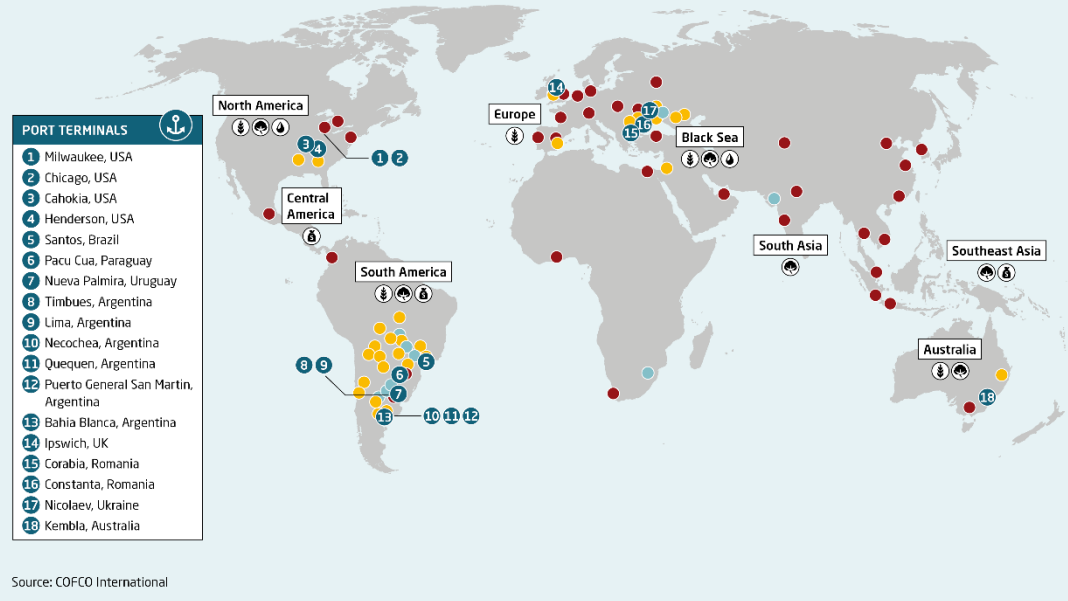 PORT TERMINALS
1 Milwaukee, USA
2 Chicago, USA
3 Cahokia, USA
4 Henderson, USA
5 Santos, Brazil
6 Pacu Cua, Paraguay
7 Nueva Palmira, Uruguay
8 Timbues, Argentina
9 Lima, Argentina
10 Necochea, Argentina
11 Quequen, Argentina
12 Puerto General San Martin,
Argentina
13 Bahia Blanca, Argentina
14 Ipswich, UK
15 Corabia, Romania
16 Constanta, Romania
17 Nicolaev, Ukraine
18 Kembla, Australia
North America
3
4
1 2
Central
America
$
South America
$
5
6
7
8 9
13
10 11 12
Europe
14
17
16
15
Black Sea
South Asia
Southeast Asia
$
Australia
18
Source: COFCO International